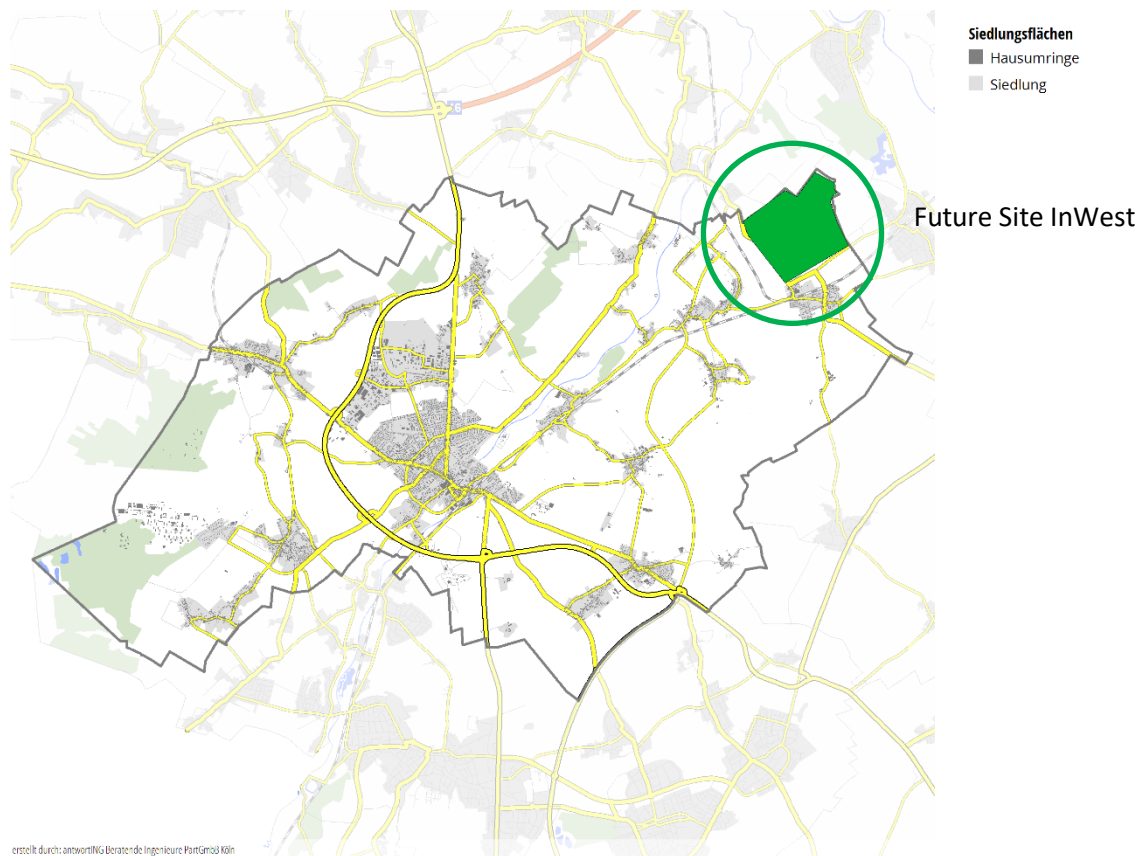 Siedlungsflächen
Hausumringe
Siedlung
Future Site InWest
erstellt durch: antwortING Beratende Ingenieure PartGmbB Köln